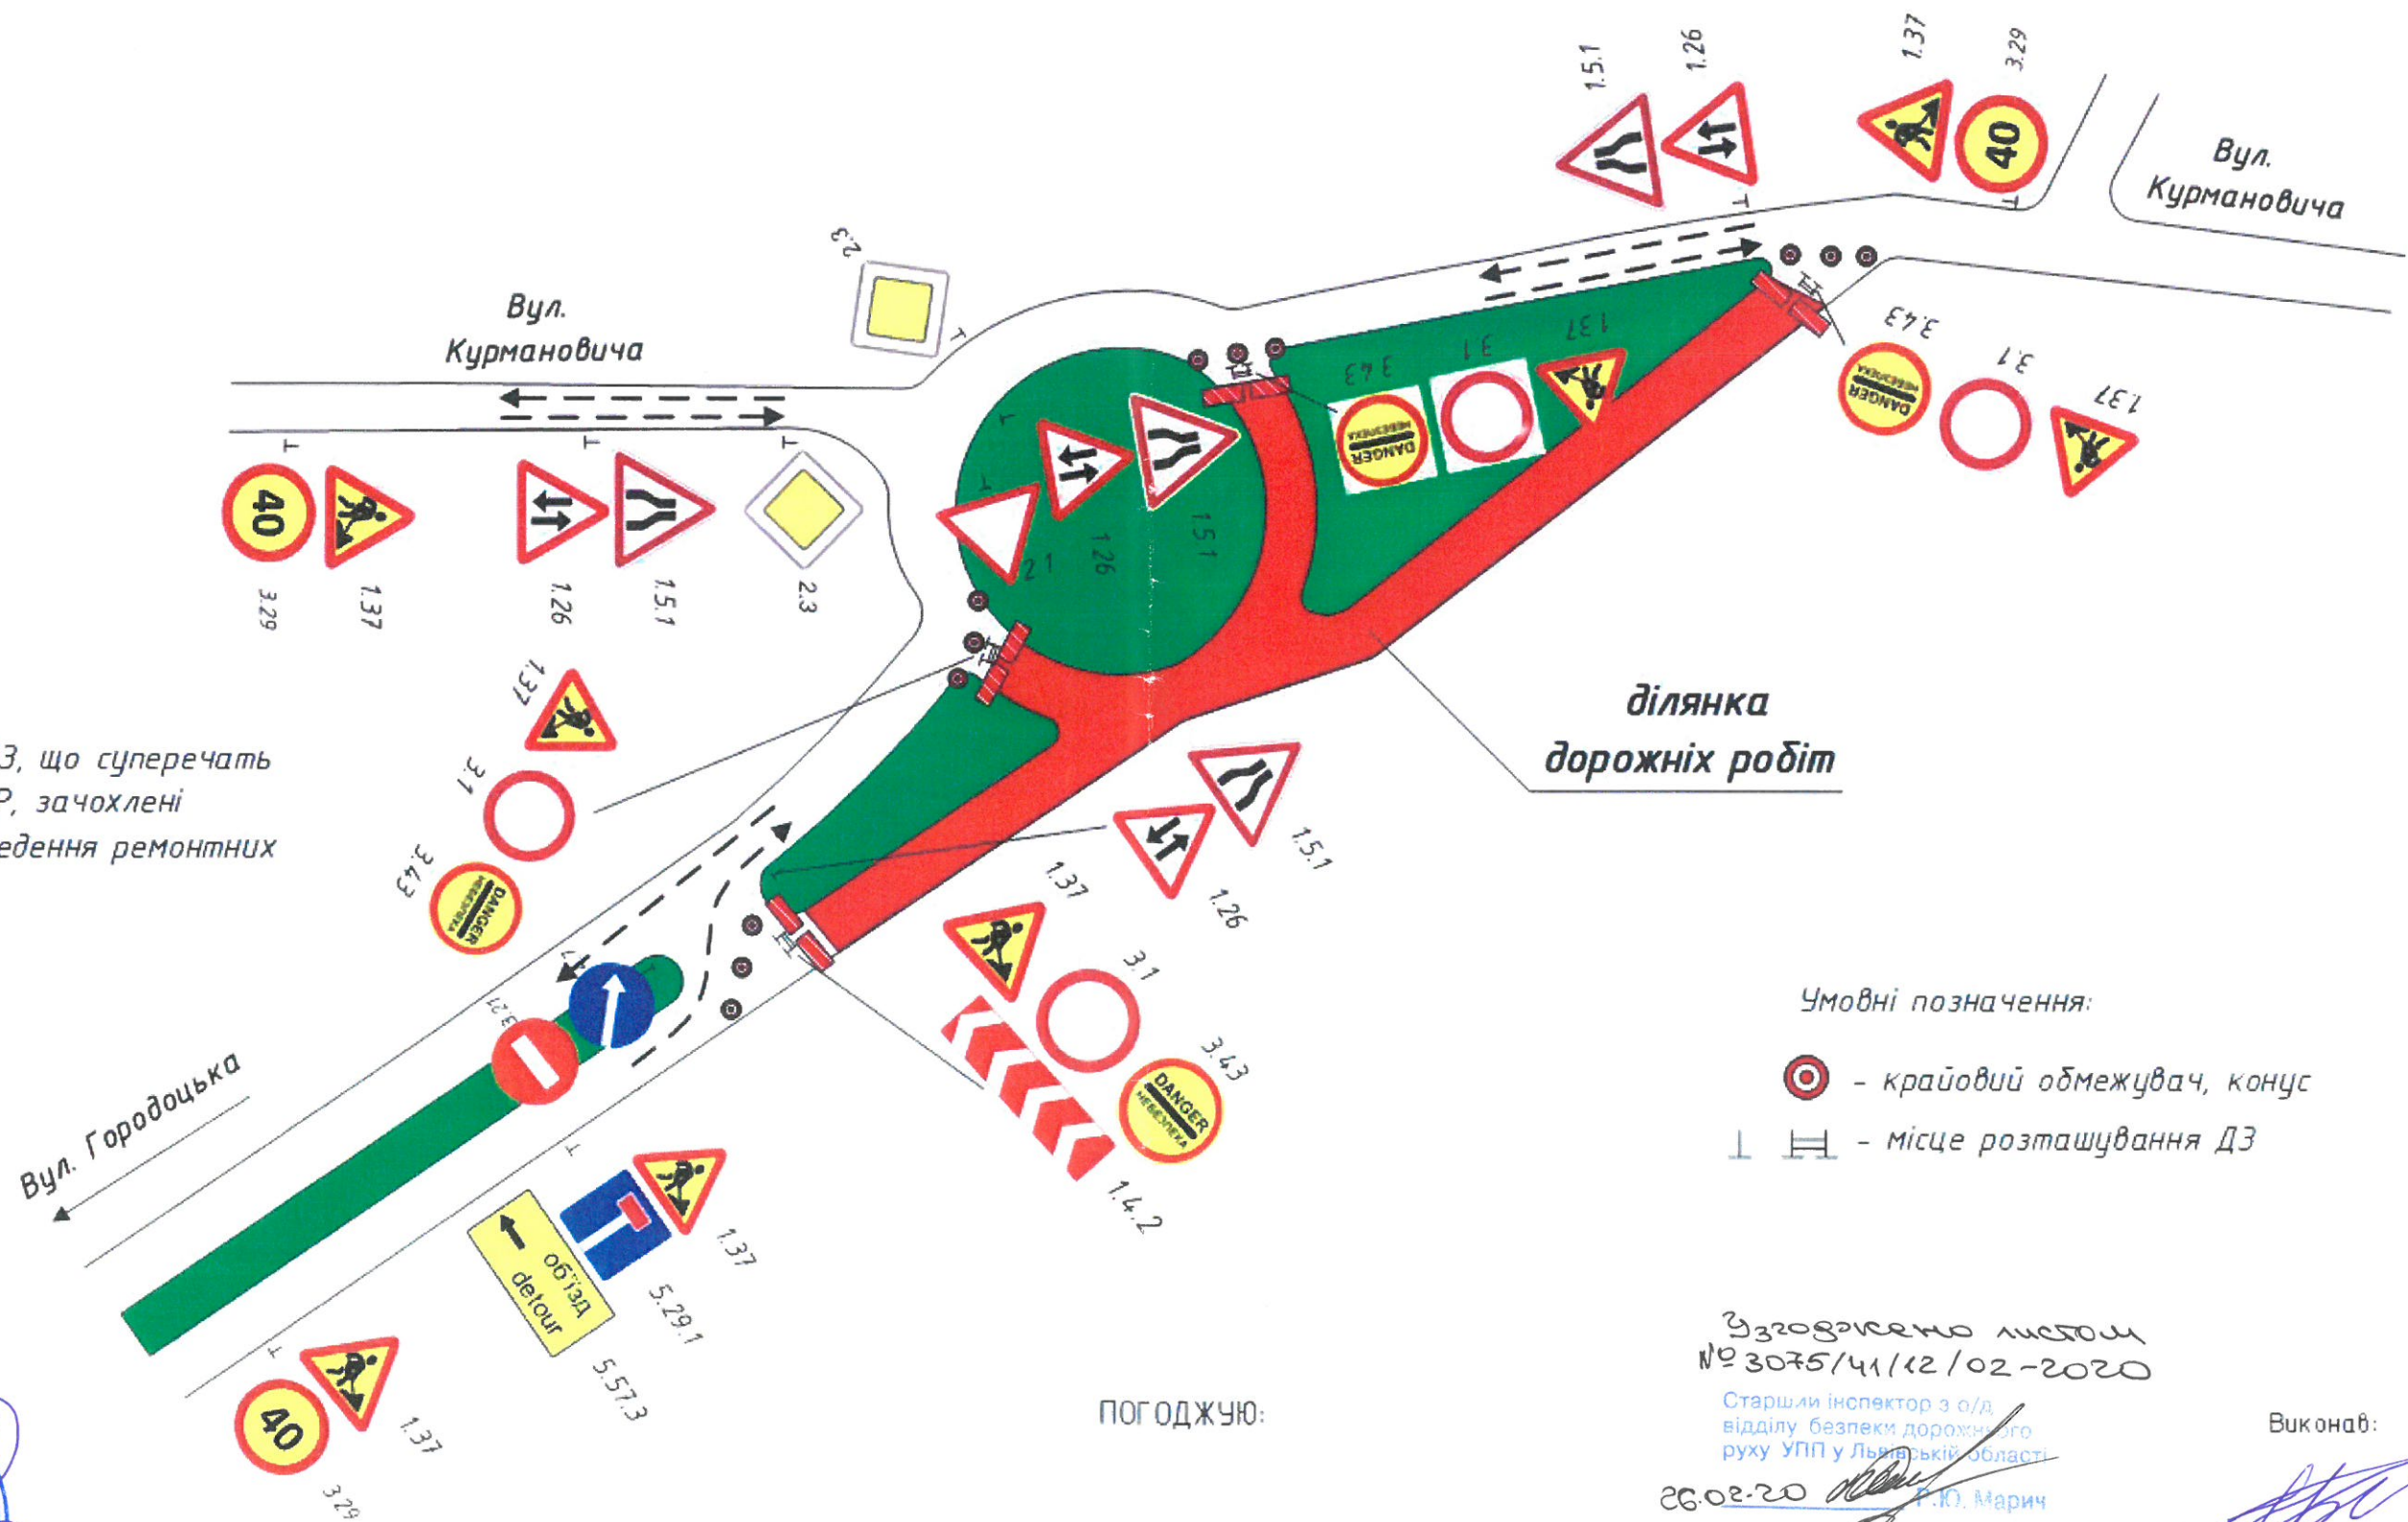 1.5.1
1.26
1.37
3.29
40
Вул.
Курмановича
2.3
Вул.
Курмановича
3.43
3.1
1.37
DANGER
НЕБЕЗПЕКА
3.43
3.1
1.37
DANGER
НЕБЕЗПЕКА
2.1
1.26
1.5.1
40
3.29
1.37
1.26
1.5.1
2.3
ділянка
дорожніх робіт
З, що суперечать
Р, зачохлені
едення ремонтних
1.37
3.1
3.43
DANGER
НЕБЕЗПЕКА
1.5.1
1.26
1.37
3.1
3.43
DANGER
НЕБЕЗПЕКА
1.4.2
3.21
Вул. Городоцька
1.37
5.29.1
об'їзд
detour
5.57.3
40
1.37
3.29
Умовні позначення:
- крайовий обмежувач, конус
- місце розташування ДЗ
Узгоджено листом
№ 3075/41/12/02-2020
Старший інспектор з о/д
відділу безпеки дорожнього
руху УПП у Львівській області
26.02.20 Р.Ю. Марич
ПОГОДЖУЮ:
Виконав: